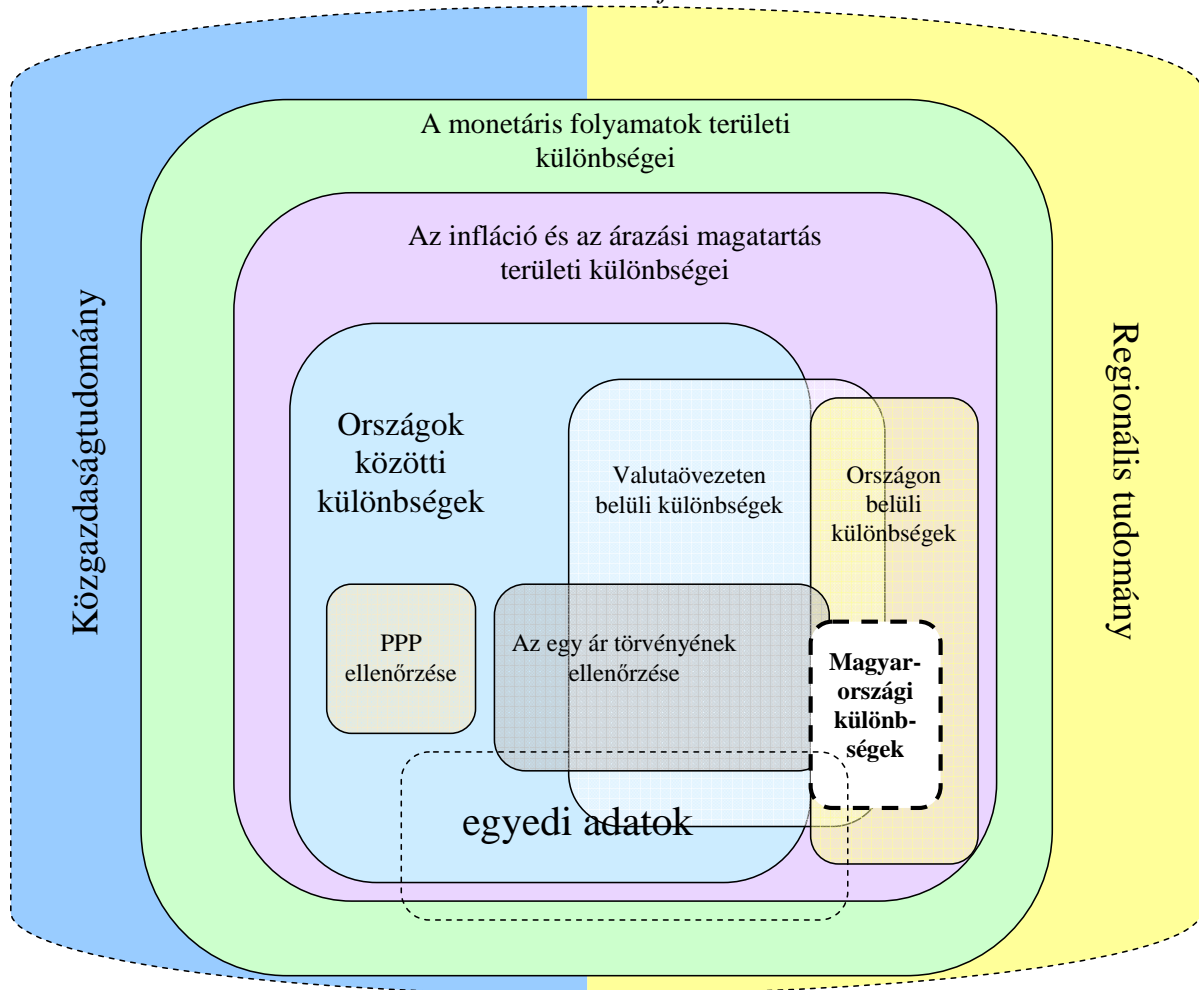 A monetáris folyamatok területi
különbségei
Az infláció és az árazási magatartás
területi különbségei
Közgazdaságtudomány
Regionális tudomány
Országok
közötti
különbségek
Valutaövezeten
belüli különbségek
Országon
belüli
különbségek
PPP
ellenőrzése
Az egy ár törvényének
ellenőrzése
Magyar-
országi
különb-
ségek
egyedi adatok